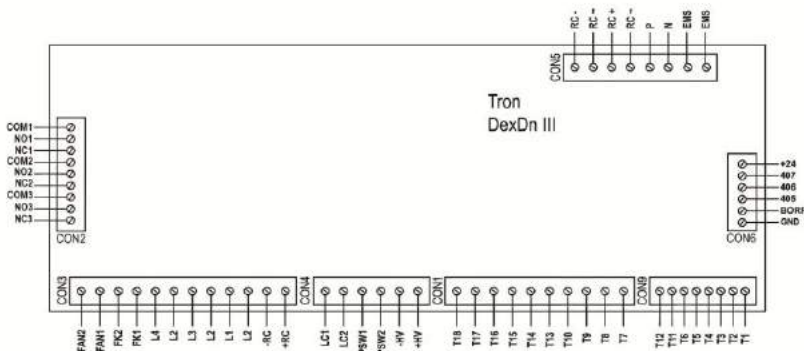 RC -
RC =
RC +
RC =
P
N
EMS
EMS
CON5
Tron
DexDn III
COM1
NO1
NC1
COM2
NO2
NC2
COM3
NO3
NC3
CON2
+24
407
406
405
BORF
GND
CON6
CON3
CON4
CON1
CON9
FAN2
FAN1
FK2
FK1
L4
L2
L3
L2
L1
L2
-RC
+RC
LC1
LC2
PSW1
PSW2
-HV
+HV
T18
T17
T16
T15
T14
T13
T10
T9
T8
T7
T12
T11
T6
T5
T4
T3
T2
T1